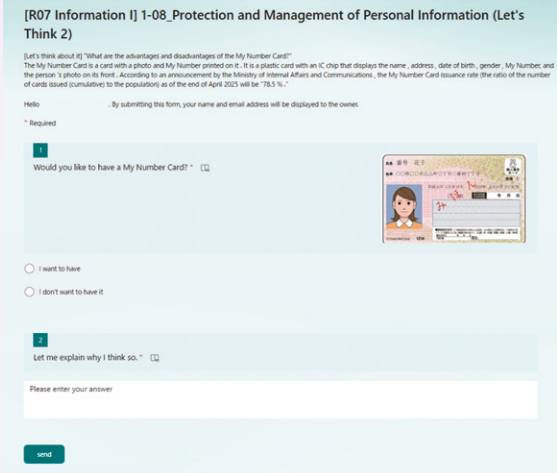 [R07 Information I] 1-08_Protection and Management of Personal Information (Let's
Think 2)
[Let's think about it] "What are the advantages and disadvantages of the My Number Card?"
The My Number Card is a card with a photo and My Number printed on it. It is a plastic card with an IC chip that displays the name, address, date of birth, gender, My Number, and
the person's photo on its front. According to an announcement by the Ministry of Internal Affairs and Communications, the My Number Card issuance rate (the ratio of the number
of cards issued (cumulative) to the population) as of the end of April 2025 will be "78.5 %."
Hello . By submitting this form, your name and email address will be displayed to the owner.
* Required
1
Would you like to have a My Number Card? *
番号 花子
I want to have
I don't want to have it
2
Let me explain why I think so. *
Please enter your answer
send